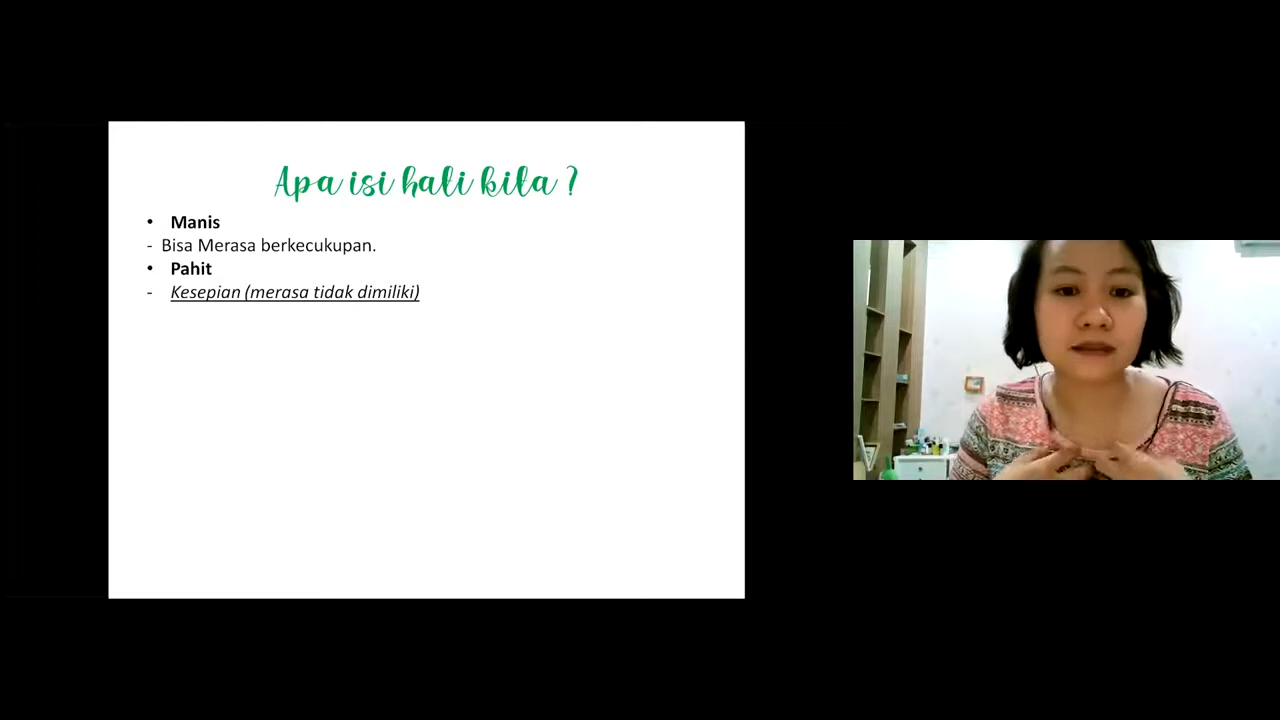 Apa isi hati kita ?
• Manis
- Bisa Merasa berkecukupan.
• Pahit
- Kesepian (merasa tidak dimiliki)